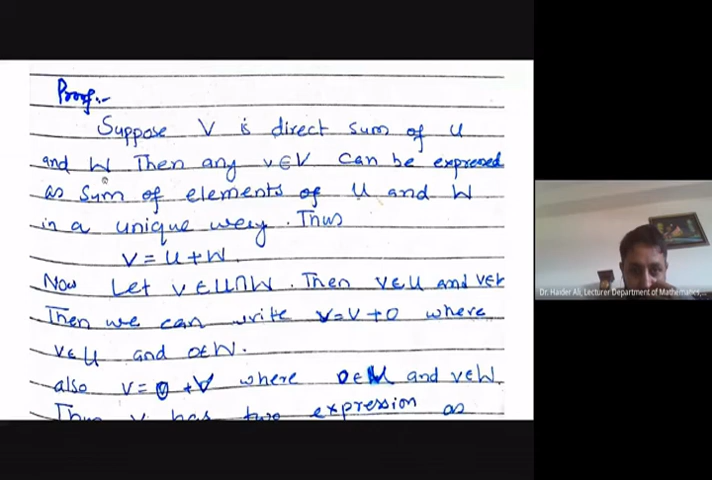 Proof:-
Suppose V is direct sum of U
and W. Then any v∈V can be expressed
as sum of elements of U and W
in a unique way. Thus
V = U + W.
Now Let v∈U∩W. Then v∈U and v∈
Then we can write v=v+0 where
v∈U and 0∈W.
also v=0+v where 0∈U and v∈W.
Thus v has two expression as
Dr. Haider Ali, Lecturer Department of Mathematics,